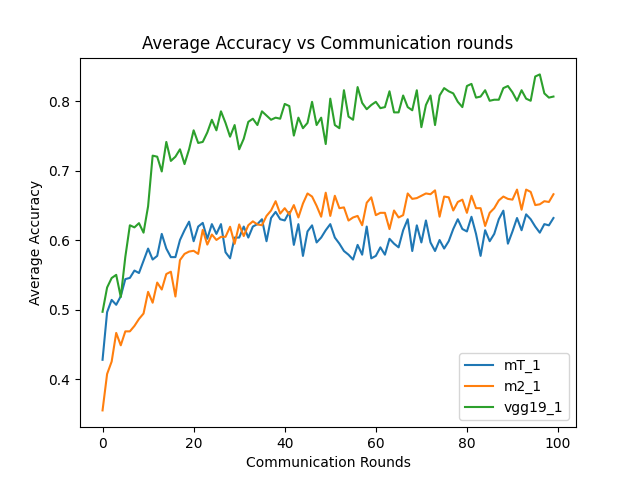 Average Accuracy vs Communication rounds
Average Accuracy
0.8
0.7
0.6
0.5
0.4
mT_1
m2_1
vgg19_1
0 20 40 60 80 100
Communication Rounds